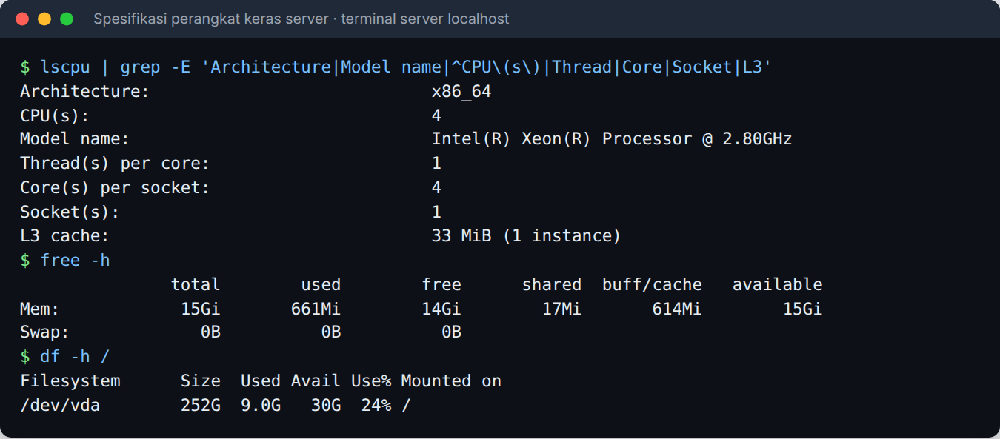 Spesifikasi perangkat keras server · terminal server localhost
$ lscpu | grep -E 'Architecture|Model name|^CPU\(s\)|Thread|Core|Socket|L3'
Architecture:                            x86_64
CPU(s):                                  4
Model name:                              Intel(R) Xeon(R) Processor @ 2.80GHz
Thread(s) per core:                      1
Core(s) per socket:                      4
Socket(s):                               1
L3 cache:                                33 MiB (1 instance)
$ free -h
               total        used        free      shared  buff/cache   available
Mem:            15Gi       661Mi        14Gi        17Mi       614Mi        15Gi
Swap:             0B          0B          0B
$ df -h /
Filesystem      Size  Used Avail Use% Mounted on
/dev/vda        252G  9.0G   30G  24% /